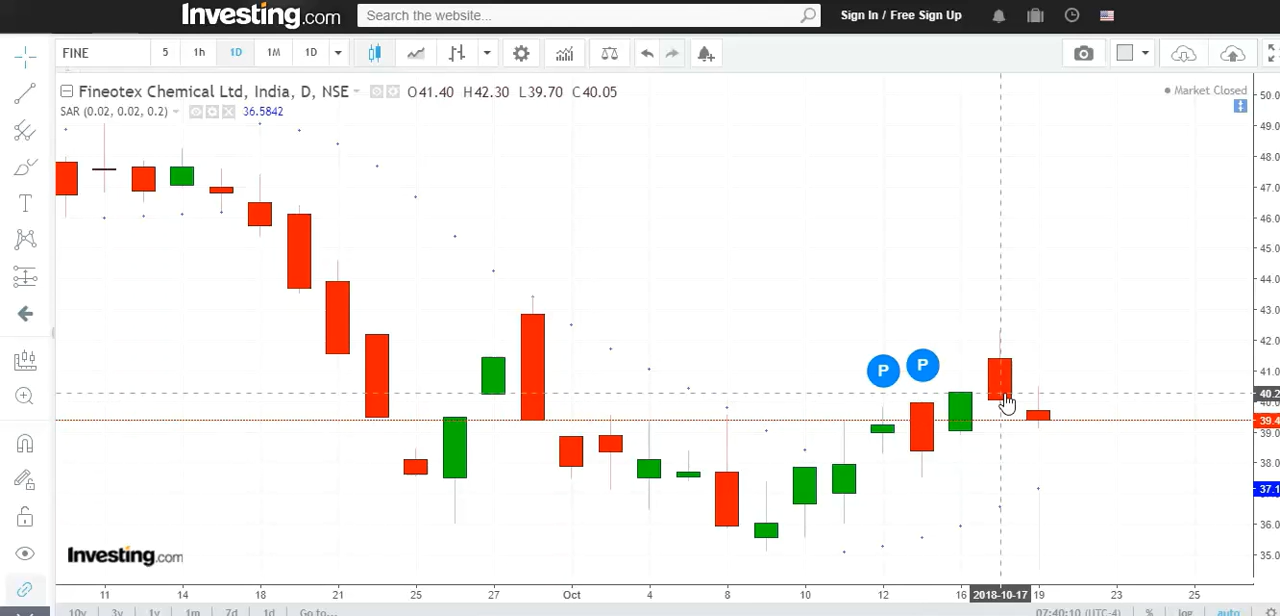 Investing.com Search the website... Sign In / Free Sign Up
FINE 5 1h 1D 1M 1D
Fineotex Chemical Ltd, India, D, NSE O41.40 H42.30 L39.70 C40.05
Market Closed
SAR (0.02, 0.02, 0.2) 36.5842
50.0
49.0
48.0
47.0
46.0
45.0
44.0
43.0
42.0
41.0
40.2
40.0
39.4
39.0
38.0
37.1
36.0
35.0
P P
Investing.com
11 13 14 18 21 25 27 Oct 4 8 10 12 16 2018-10-17 19 23 25
10y 3y 1y 1m 7d 1d Go to... 07:40:10 (UTC-4) % log auto